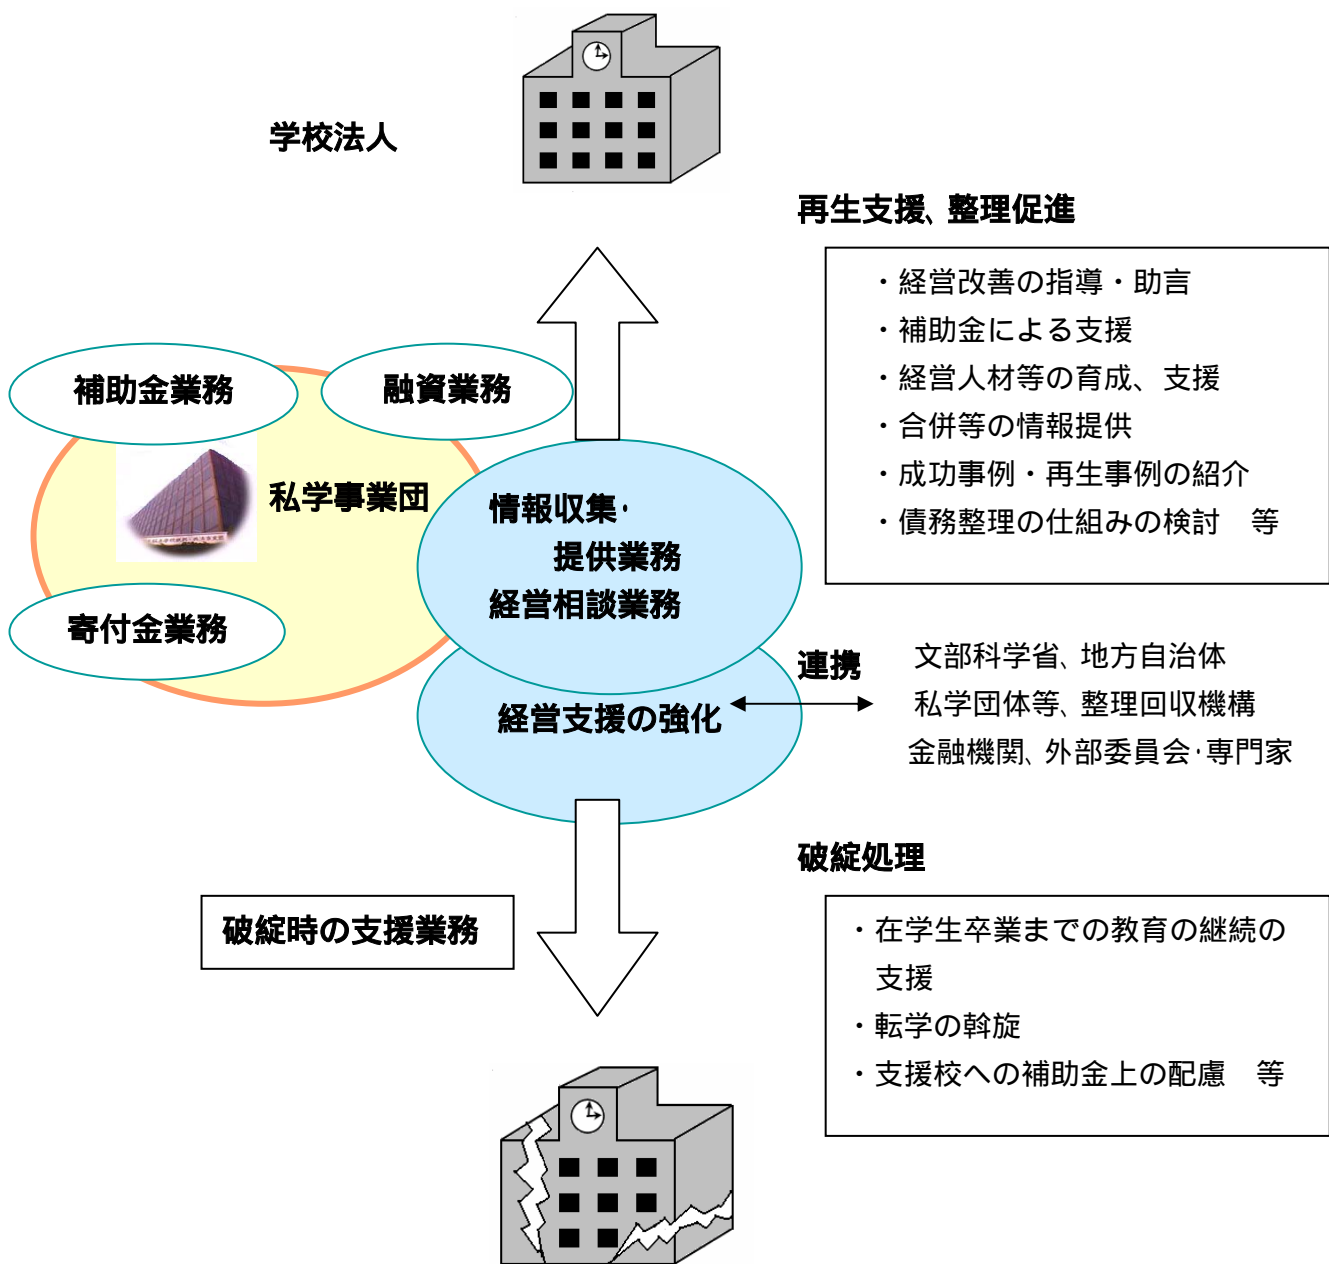 学校法人
再生支援、整理促進
・経営改善の指導・助言
・補助金による支援
・経営人材等の育成、支援
・合併等の情報提供
・成功事例・再生事例の紹介
・債務整理の仕組みの検討　等
補助金業務
融資業務
私学事業団
寄付金業務
情報収集・
提供業務
経営相談業務
経営支援の強化
連携
文部科学省、地方自治体
私学団体等、整理回収機構
金融機関、外部委員会・専門家
破綻処理
破綻時の支援業務
・在学生卒業までの教育の継続の
支援
・転学の斡旋
・支援校への補助金上の配慮　等